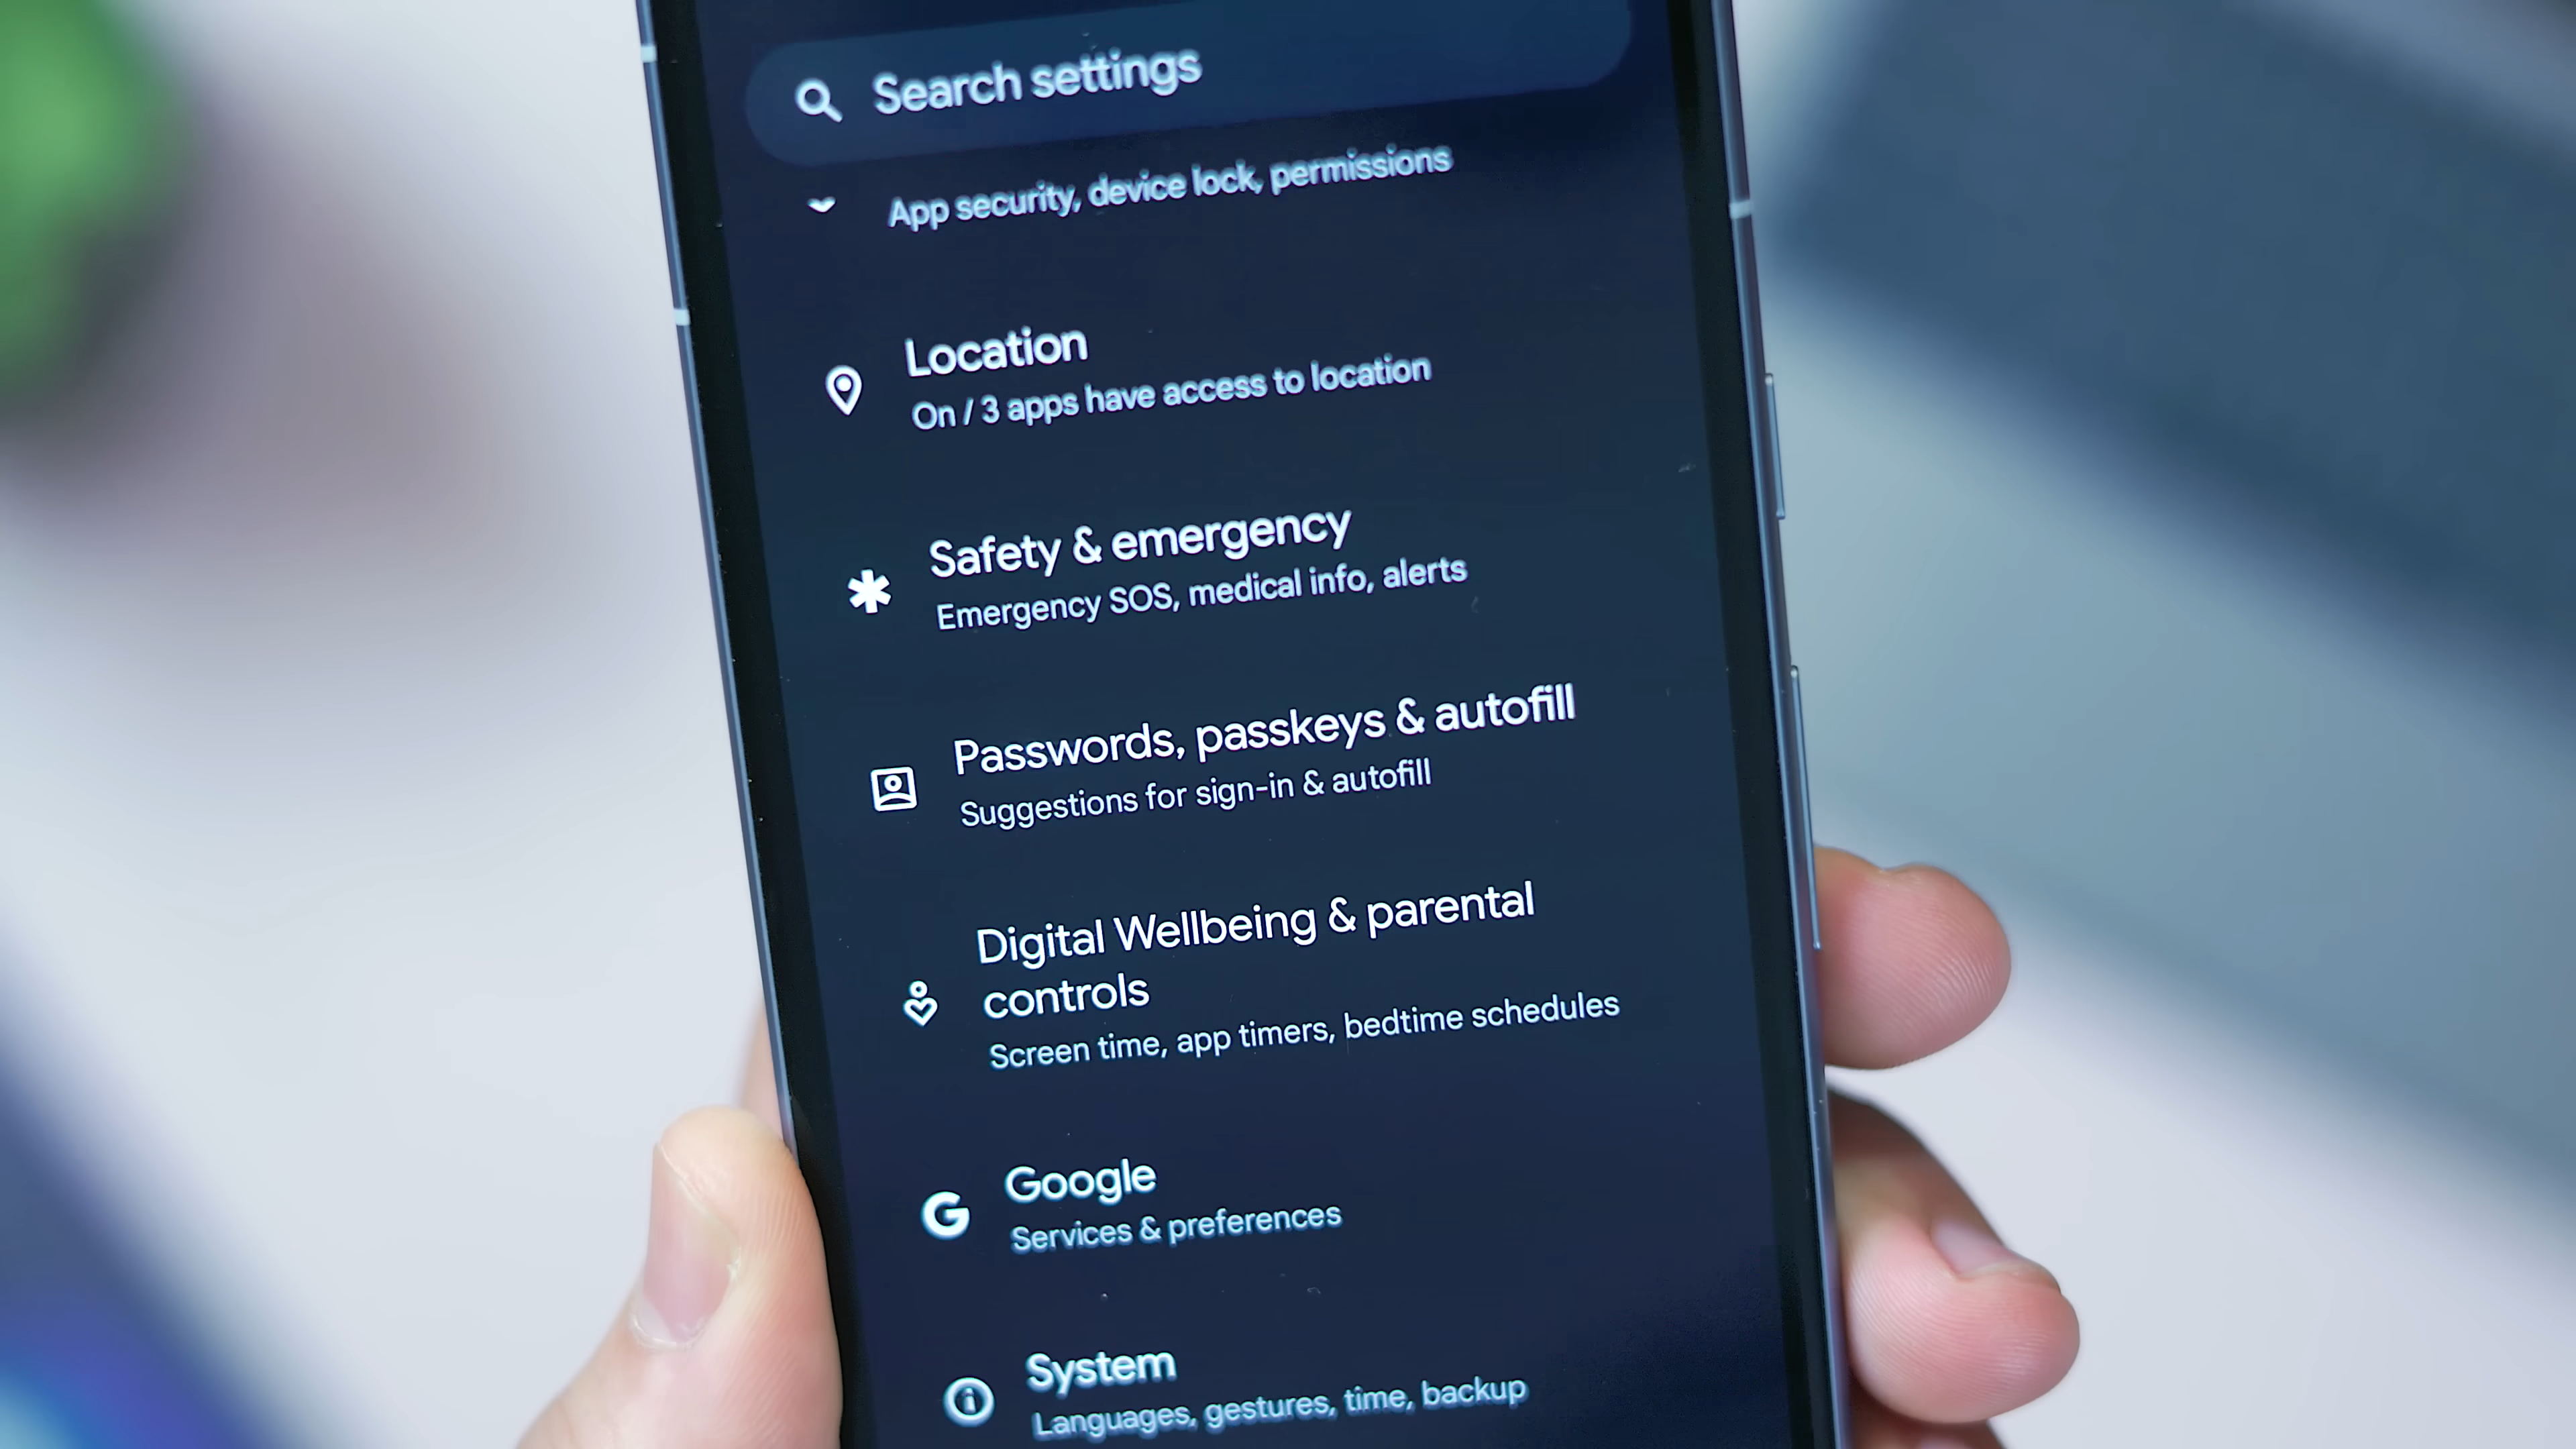 Search settings
App security, device lock, permissions
Location
On / 3 apps have access to location
Safety & emergency
Emergency SOS, medical info, alerts
Passwords, passkeys & autofill
Suggestions for sign-in & autofill
Digital Wellbeing & parental
controls
Screen time, app timers, bedtime schedules
Google
Services & preferences
System
Languages, gestures, time, backup